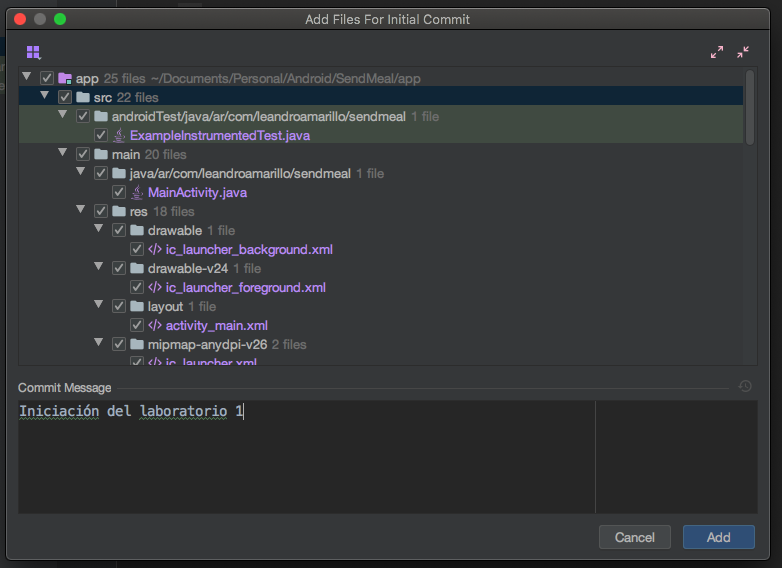 Add Files For Initial Commit
app 25 files ~/Documents/Personal/Android/SendMeal/app
src 22 files
androidTest/java/ar/com/leandroamarillo/sendmeal 1 file
ExampleInstrumentedTest.java
main 20 files
java/ar/com/leandroamarillo/sendmeal 1 file
MainActivity.java
res 18 files
drawable 1 file
ic_launcher_background.xml
drawable-v24 1 file
ic_launcher_foreground.xml
layout 1 file
activity_main.xml
mipmap-anydpi-v26 2 files
ic_launcher.xml
Commit Message
Iniciación del laboratorio 1
Cancel Add